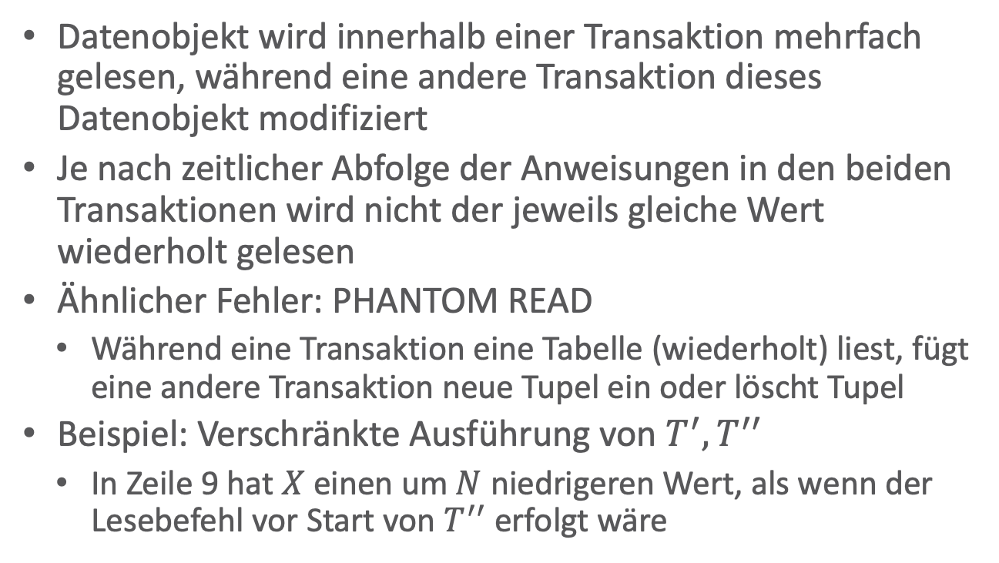 • Datenobjekt wird innerhalb einer Transaktion mehrfach
gelesen, während eine andere Transaktion dieses
Datenobjekt modifiziert
• Je nach zeitlicher Abfolge der Anweisungen in den beiden
Transaktionen wird nicht der jeweils gleiche Wert
wiederholt gelesen
• Ähnlicher Fehler: PHANTOM READ
• Während eine Transaktion eine Tabelle (wiederholt) liest, fügt
eine andere Transaktion neue Tupel ein oder löscht Tupel
• Beispiel: Verschränkte Ausführung von T′, T′′
• In Zeile 9 hat X einen um N niedrigeren Wert, als wenn der
Lesebefehl vor Start von T′′ erfolgt wäre